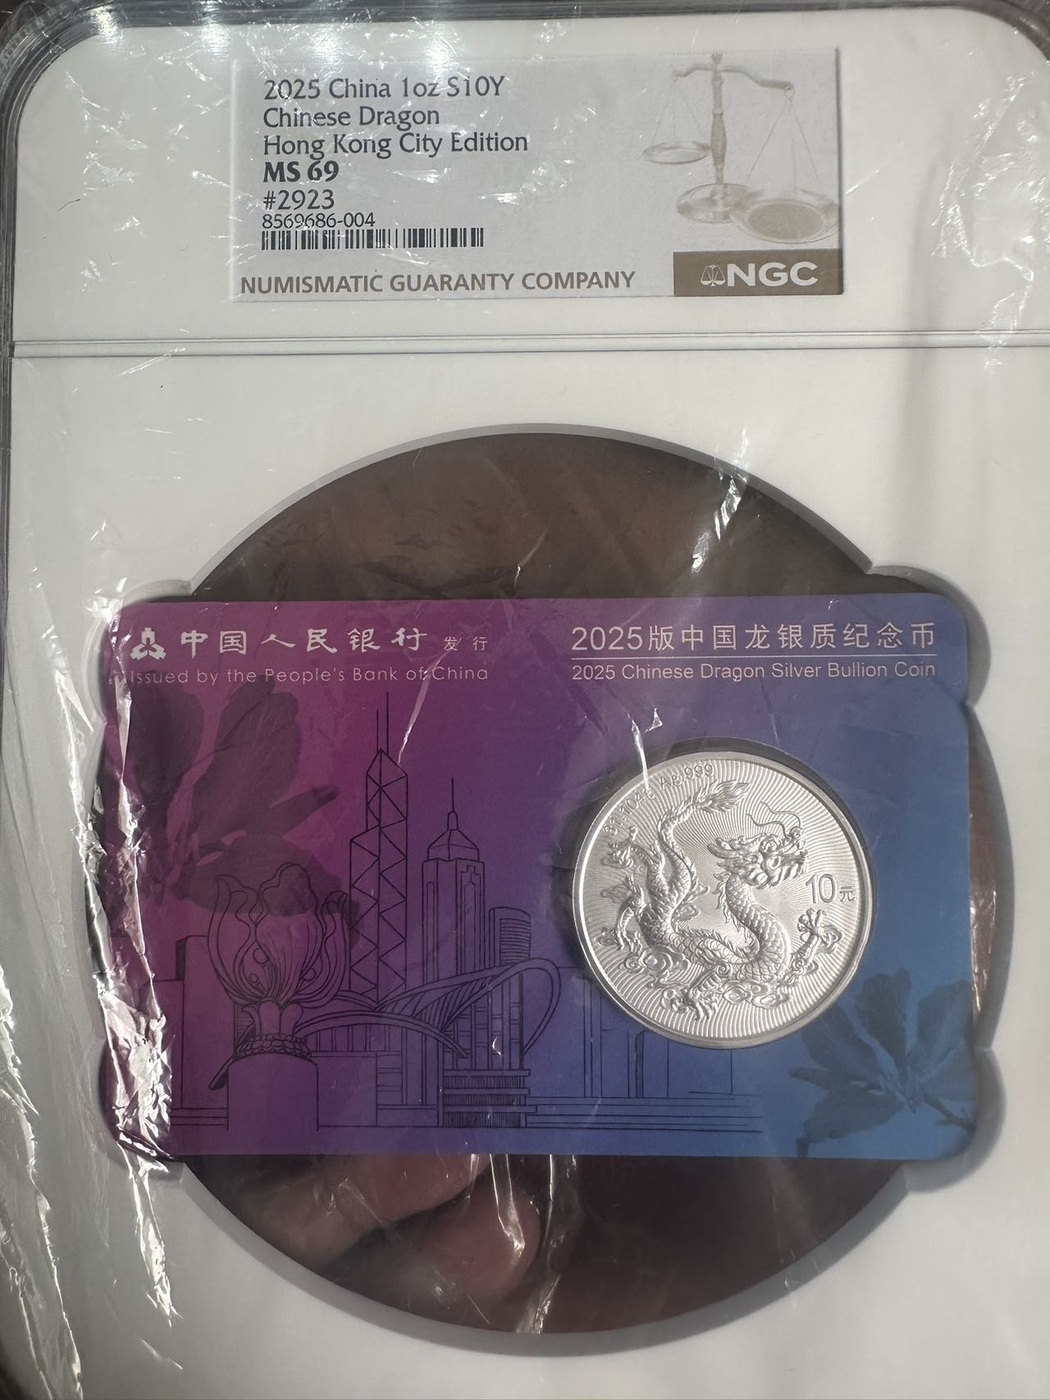 2025 China 1oz S10Y
Chinese Dragon
Hong Kong City Edition
MS 69
#2923
8569686-004
NUMISMATIC GUARANTY COMPANY
NGC
中国人民银行 发行
Issued by the People's Bank of China
2025版中国龙银质纪念币
2025 Chinese Dragon Silver Bullion Coin
Ag.999
10元